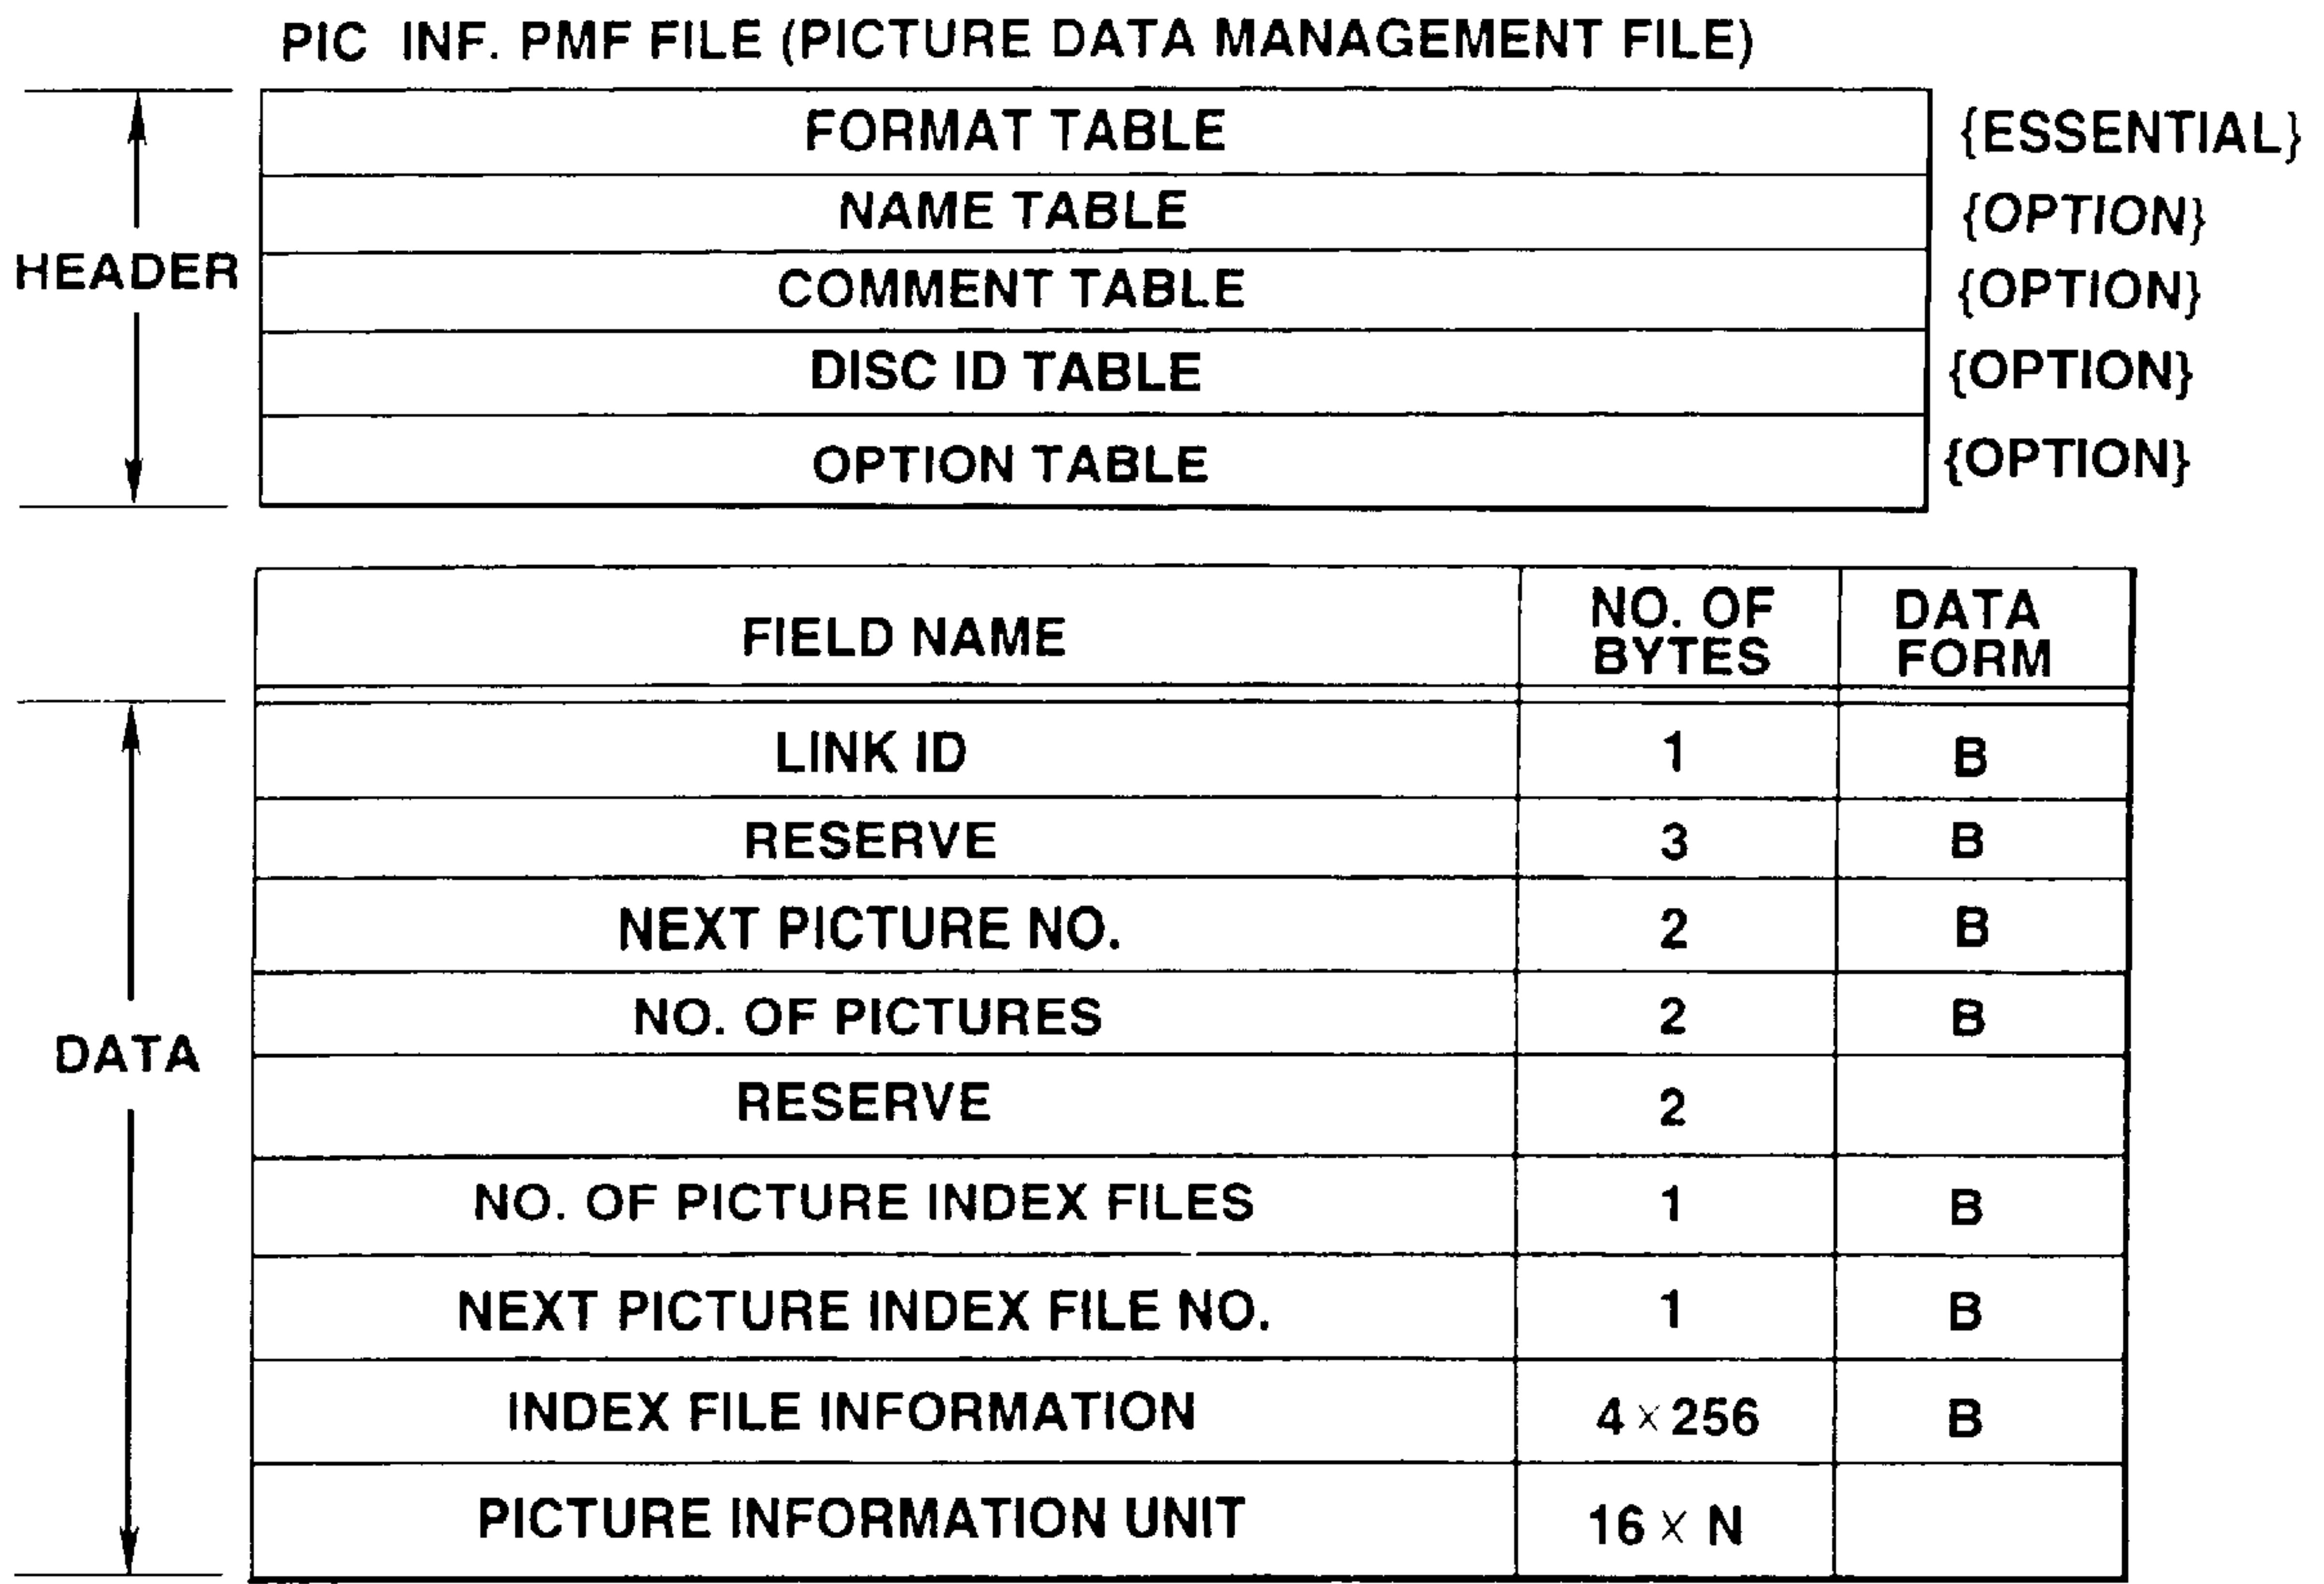 PIC INF. PMF FILE (PICTURE DATA MANAGEMENT FILE)
HEADER
FORMAT TABLE {ESSENTIAL}
NAME TABLE {OPTION}
COMMENT TABLE {OPTION}
DISC ID TABLE {OPTION}
OPTION TABLE {OPTION}
FIELD NAME NO. OF BYTES DATA FORM
DATA
LINK ID 1 B
RESERVE 3 B
NEXT PICTURE NO. 2 B
NO. OF PICTURES 2 B
RESERVE 2
NO. OF PICTURE INDEX FILES 1 B
NEXT PICTURE INDEX FILE NO. 1 B
INDEX FILE INFORMATION 4 × 256 B
PICTURE INFORMATION UNIT 16 × N